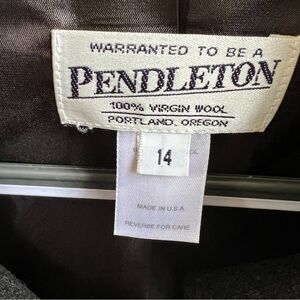 WARRANTED TO BE A
PENDLETON
100% VIRGIN WOOL
PORTLAND, OREGON
14
MADE IN U.S.A.
REVERSE FOR CARE